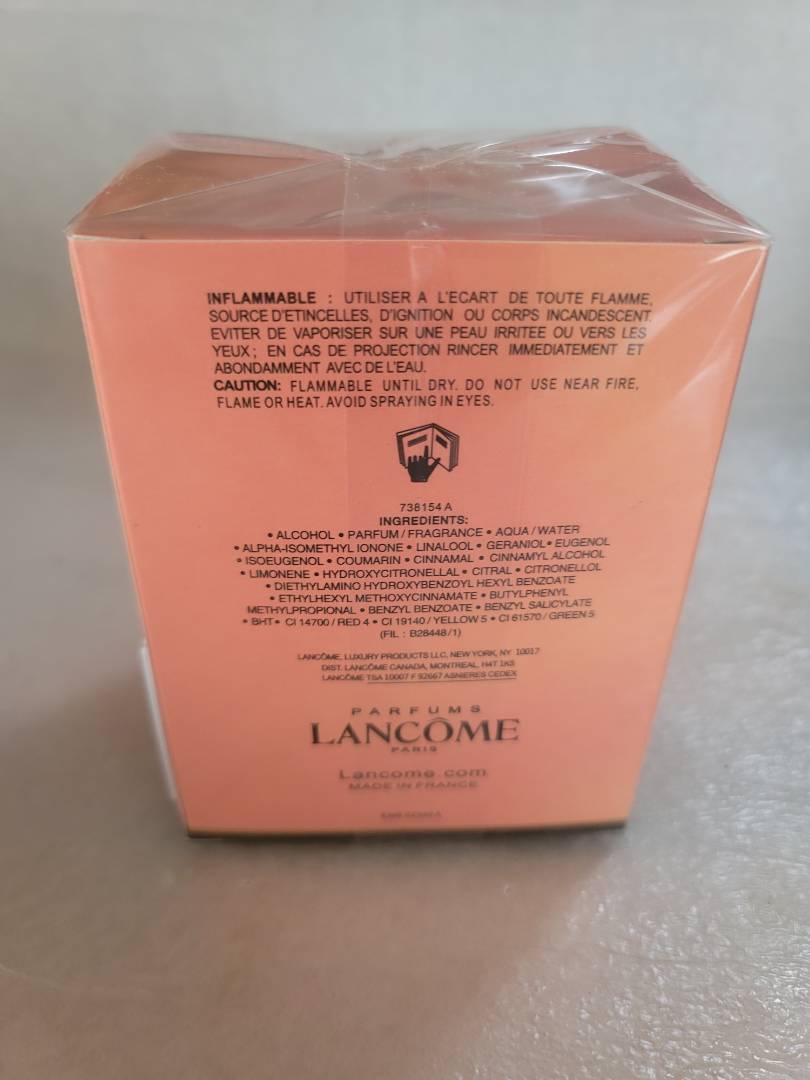 INFLAMMABLE : UTILISER A L'ECART DE TOUTE FLAMME,
SOURCE D'ETINCELLES, D'IGNITION OU CORPS INCANDESCENT.
EVITER DE VAPORISER SUR UNE PEAU IRRITEE OU VERS LES
YEUX; EN CAS DE PROJECTION RINCER IMMEDIATEMENT ET
ABONDAMMENT AVEC DE L'EAU.
CAUTION: FLAMMABLE UNTIL DRY. DO NOT USE NEAR FIRE,
FLAME OR HEAT. AVOID SPRAYING IN EYES.
738154 A
INGREDIENTS:
• ALCOHOL • PARFUM / FRAGRANCE • AQUA / WATER
• ALPHA-ISOMETHYL IONONE • LINALOOL • GERANIOL • EUGENOL
• ISOEUGENOL • COUMARIN • CINNAMAL • CINNAMYL ALCOHOL
• LIMONENE • HYDROXYCITRONELLAL • CITRAL • CITRONELLOL
• DIETHYLAMINO HYDROXYBENZOYL HEXYL BENZOATE
• ETHYLHEXYL METHOXYCINNAMATE • BUTYLPHENYL
METHYLPROPIONAL • BENZYL BENZOATE • BENZYL SALICYLATE
• BHT • CI 14700 / RED 4 • CI 19140 / YELLOW 5 • CI 61570 / GREEN 5
(FIL : B28448/1)
LANCÔME, LUXURY PRODUCTS LLC, NEW YORK, NY 10017
DIST. LANCÔME CANADA, MONTREAL, H4T 1K5
LANCÔME TSA 10007 F 92667 ASNIERES CEDEX
PARFUMS
LANCÔME
PARIS
Lancome.com
MADE IN FRANCE